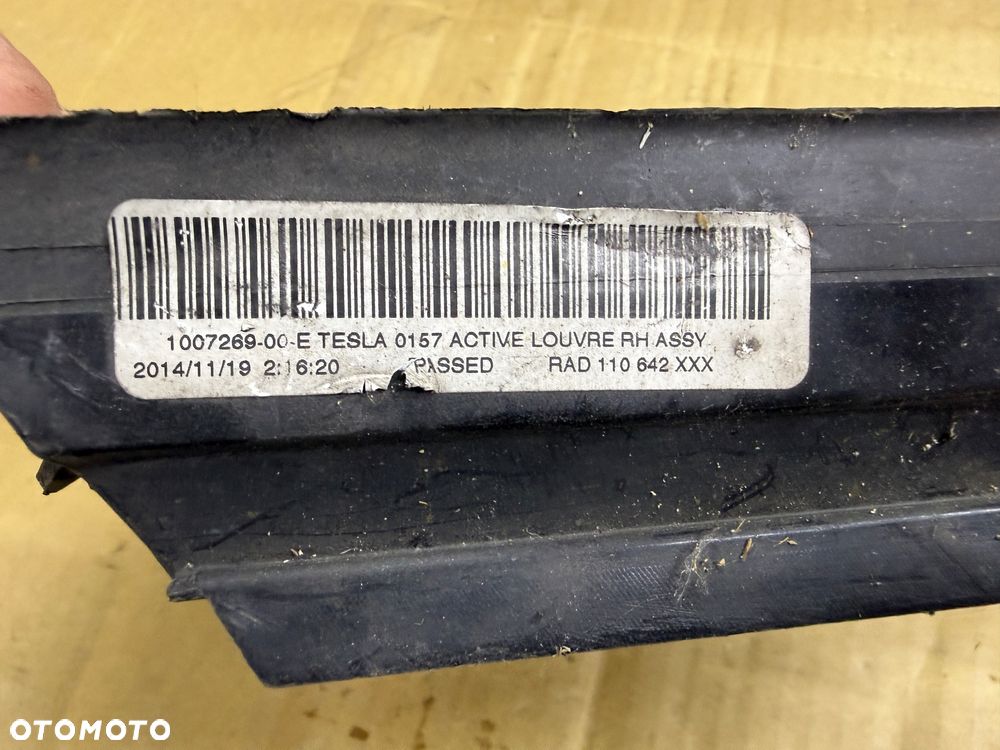 1007269-00-E TESLA 0157 ACTIVE LOUVRE RH ASSY
2014/11/19 2:16:20 PASSED RAD 110 642 XXX
OTOMOTO